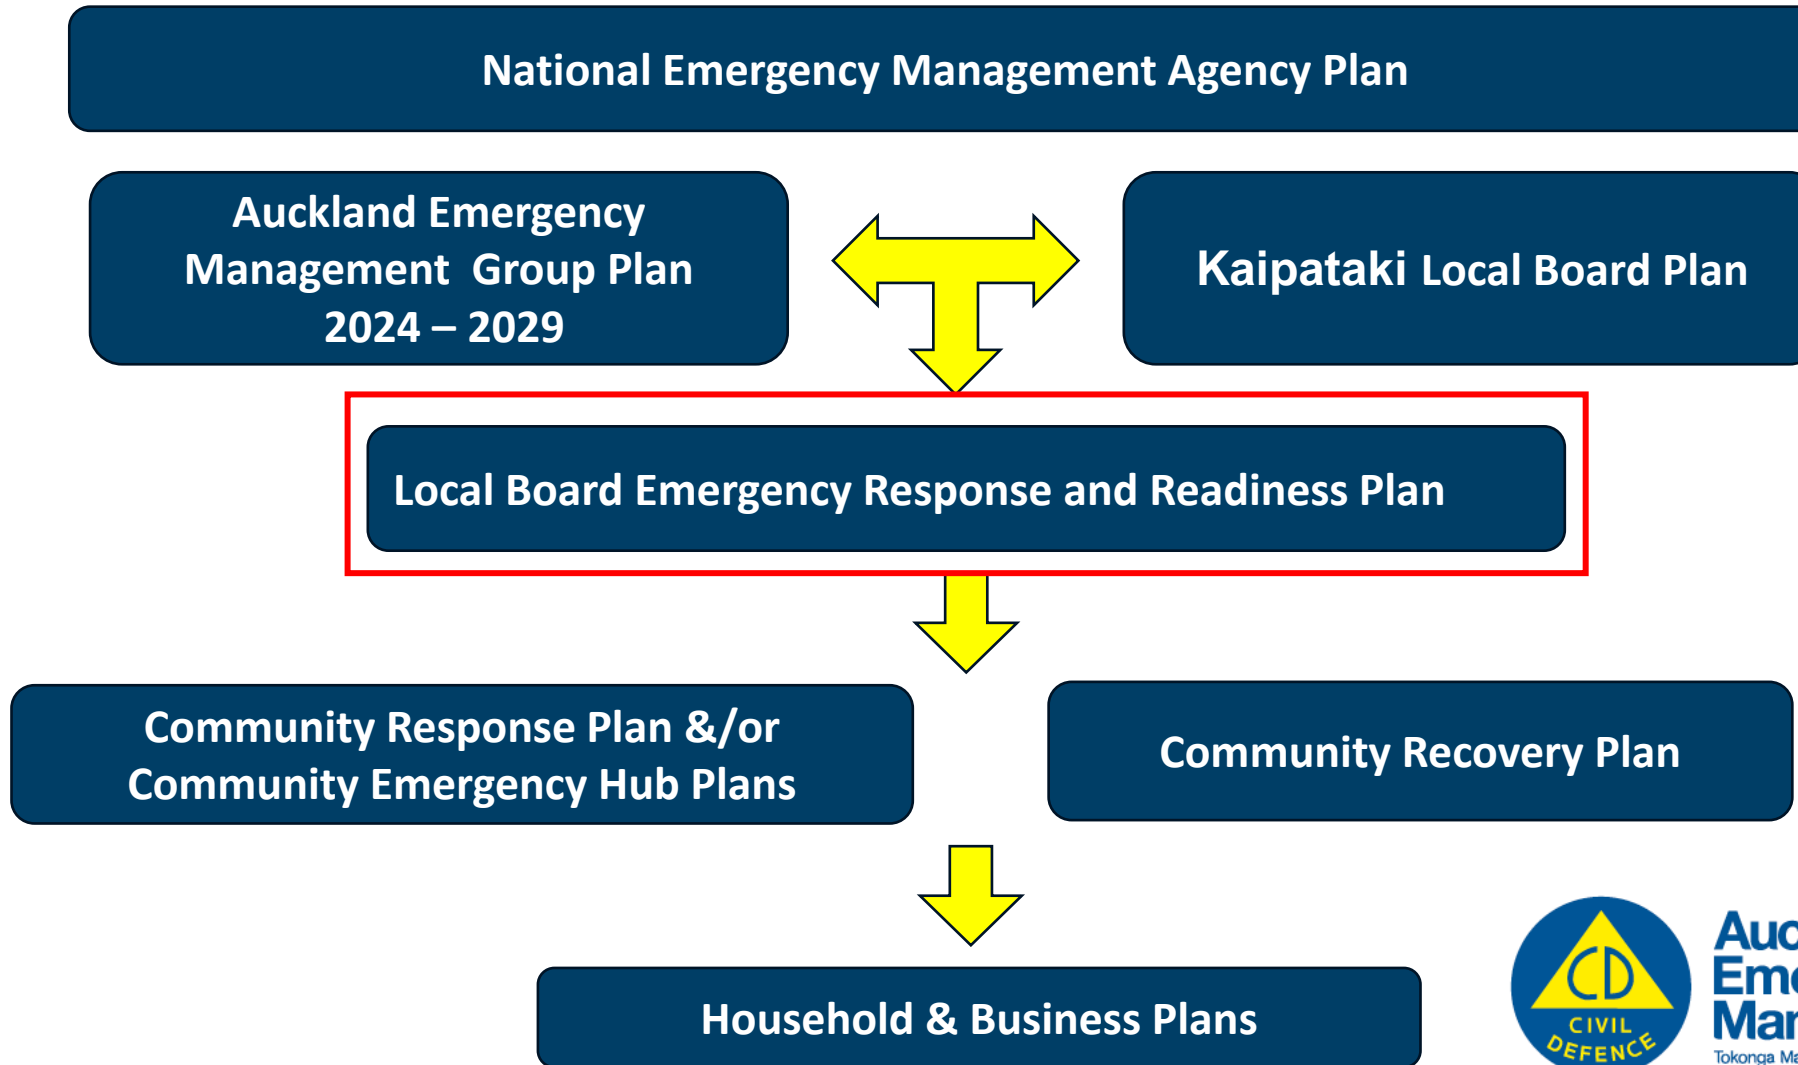 National Emergency Management Agency Plan
Auckland Emergency
Management Group Plan
2024 – 2029
Kaipataki Local Board Plan
Local Board Emergency Response and Readiness Plan
Community Response Plan &/or
Community Emergency Hub Plans
Community Recovery Plan
Household & Business Plans
CD
CIVIL
DEFENCE
Tokonga